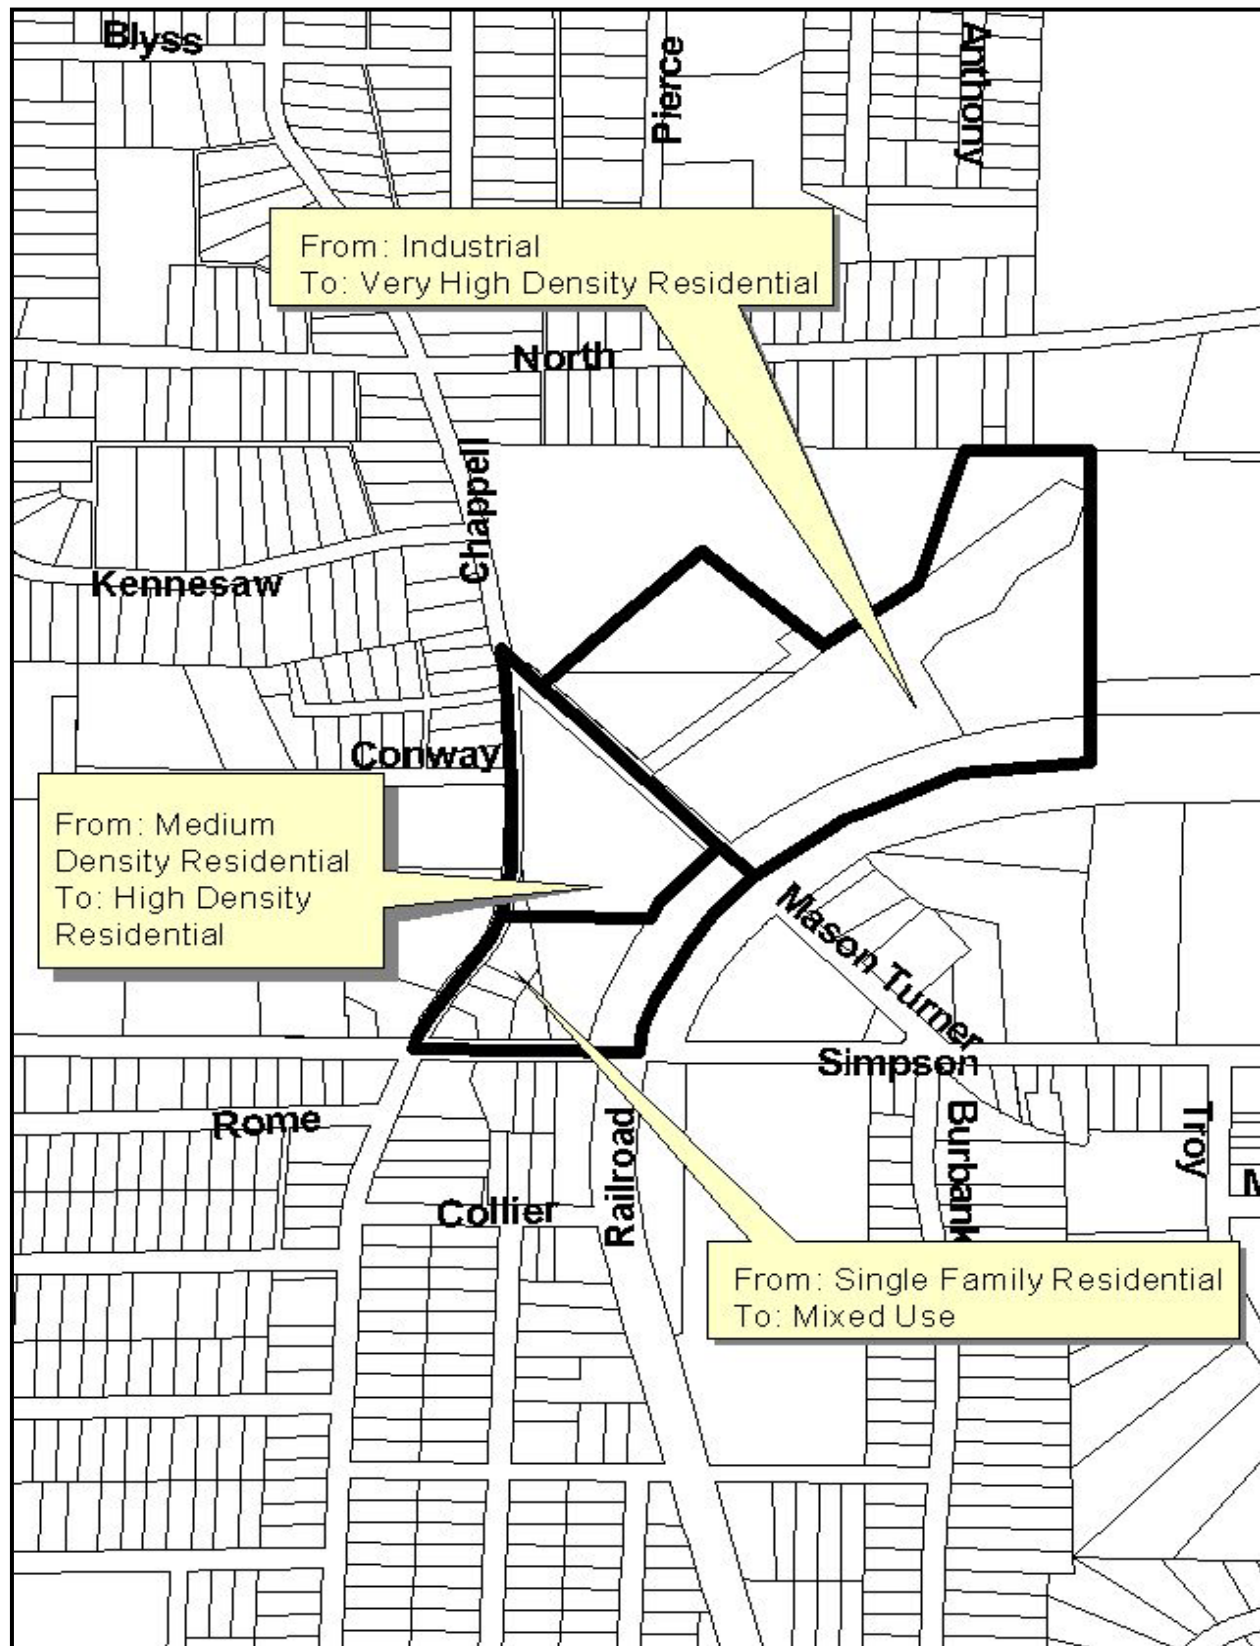 Blyss
Pierce
Anthony
From: Industrial
To: Very High Density Residential
North
Chappell
Kennesaw
Conway
From: Medium
Density Residential
To: High Density
Residential
Mason Turner
Simpson
Rome
Railroad
Burbank
Troy
M
Collier
From: Single Family Residential
To: Mixed Use